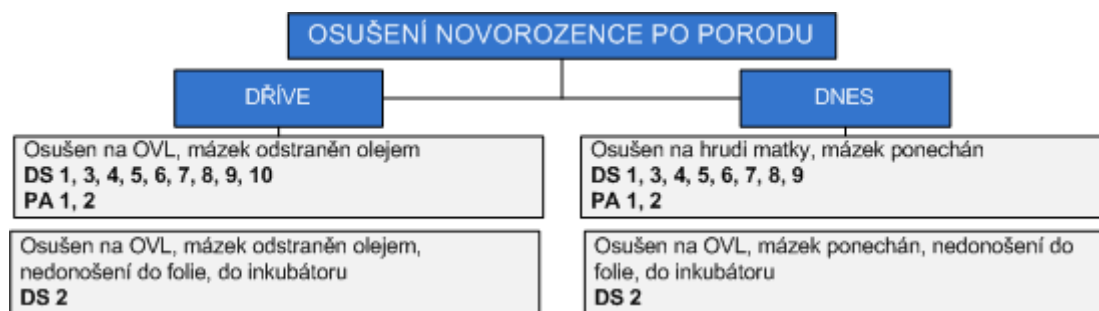 OSUŠENÍ NOVOROZENCE PO PORODU
DŘÍVE
Osušen na OVL, mázek odstraněn olejem
DS 1, 3, 4, 5, 6, 7, 8, 9, 10
PA 1, 2
Osušen na OVL, mázek odstraněn olejem,
nedonošení do folie, do inkubátoru
DS 2
DNES
Osušen na hrudi matky, mázek ponechán
DS 1, 3, 4, 5, 6, 7, 8, 9
PA 1, 2
Osušen na OVL, mázek ponechán, nedonošení do
folie, do inkubátoru
DS 2